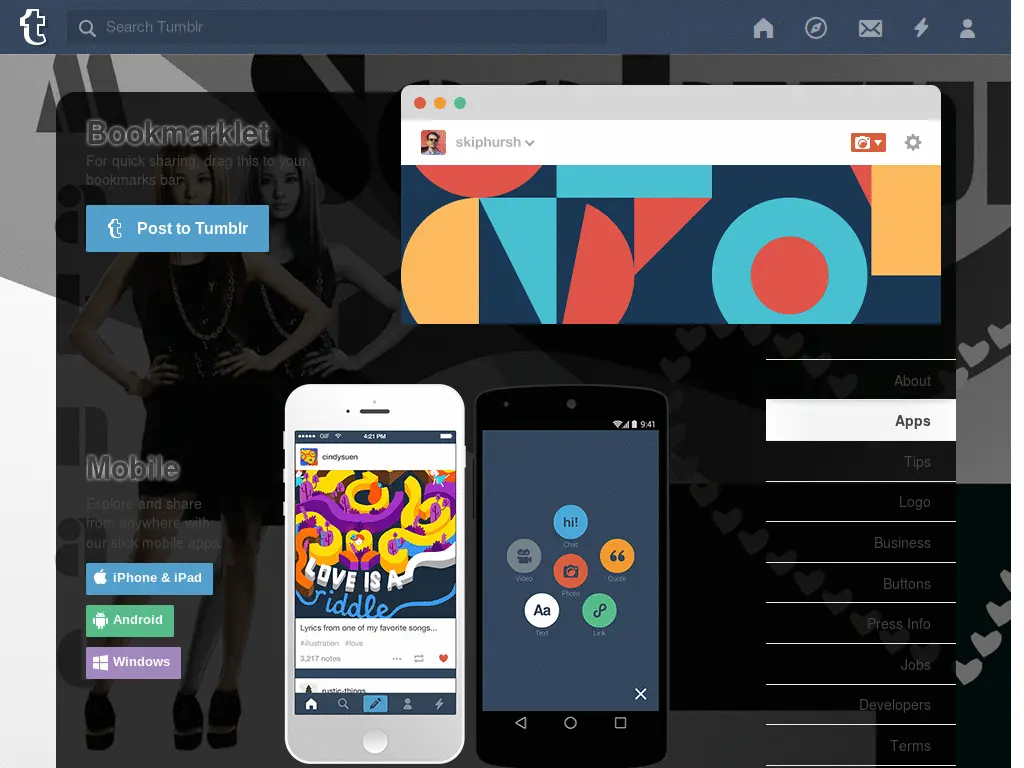 Search Tumblr
Bookmarklet
For quick sharing, drag this to your
bookmarks bar.
Post to Tumblr
skiphursh
About
Apps
Tips
Logo
Business
Buttons
Press Info
Jobs
Developers
Terms
Mobile
Explore and share
from anywhere with
our slick mobile apps.
iPhone & iPad
Android
Windows
GIF 4:21 PM
cindysuen
LOVE IS A
riddle
Lyrics from one of my favorite songs...
#illustration #love
3,217 notes
rustic-things
9:41
hi!
Chat
Video
Quote
Photo
Aa
Text
Link